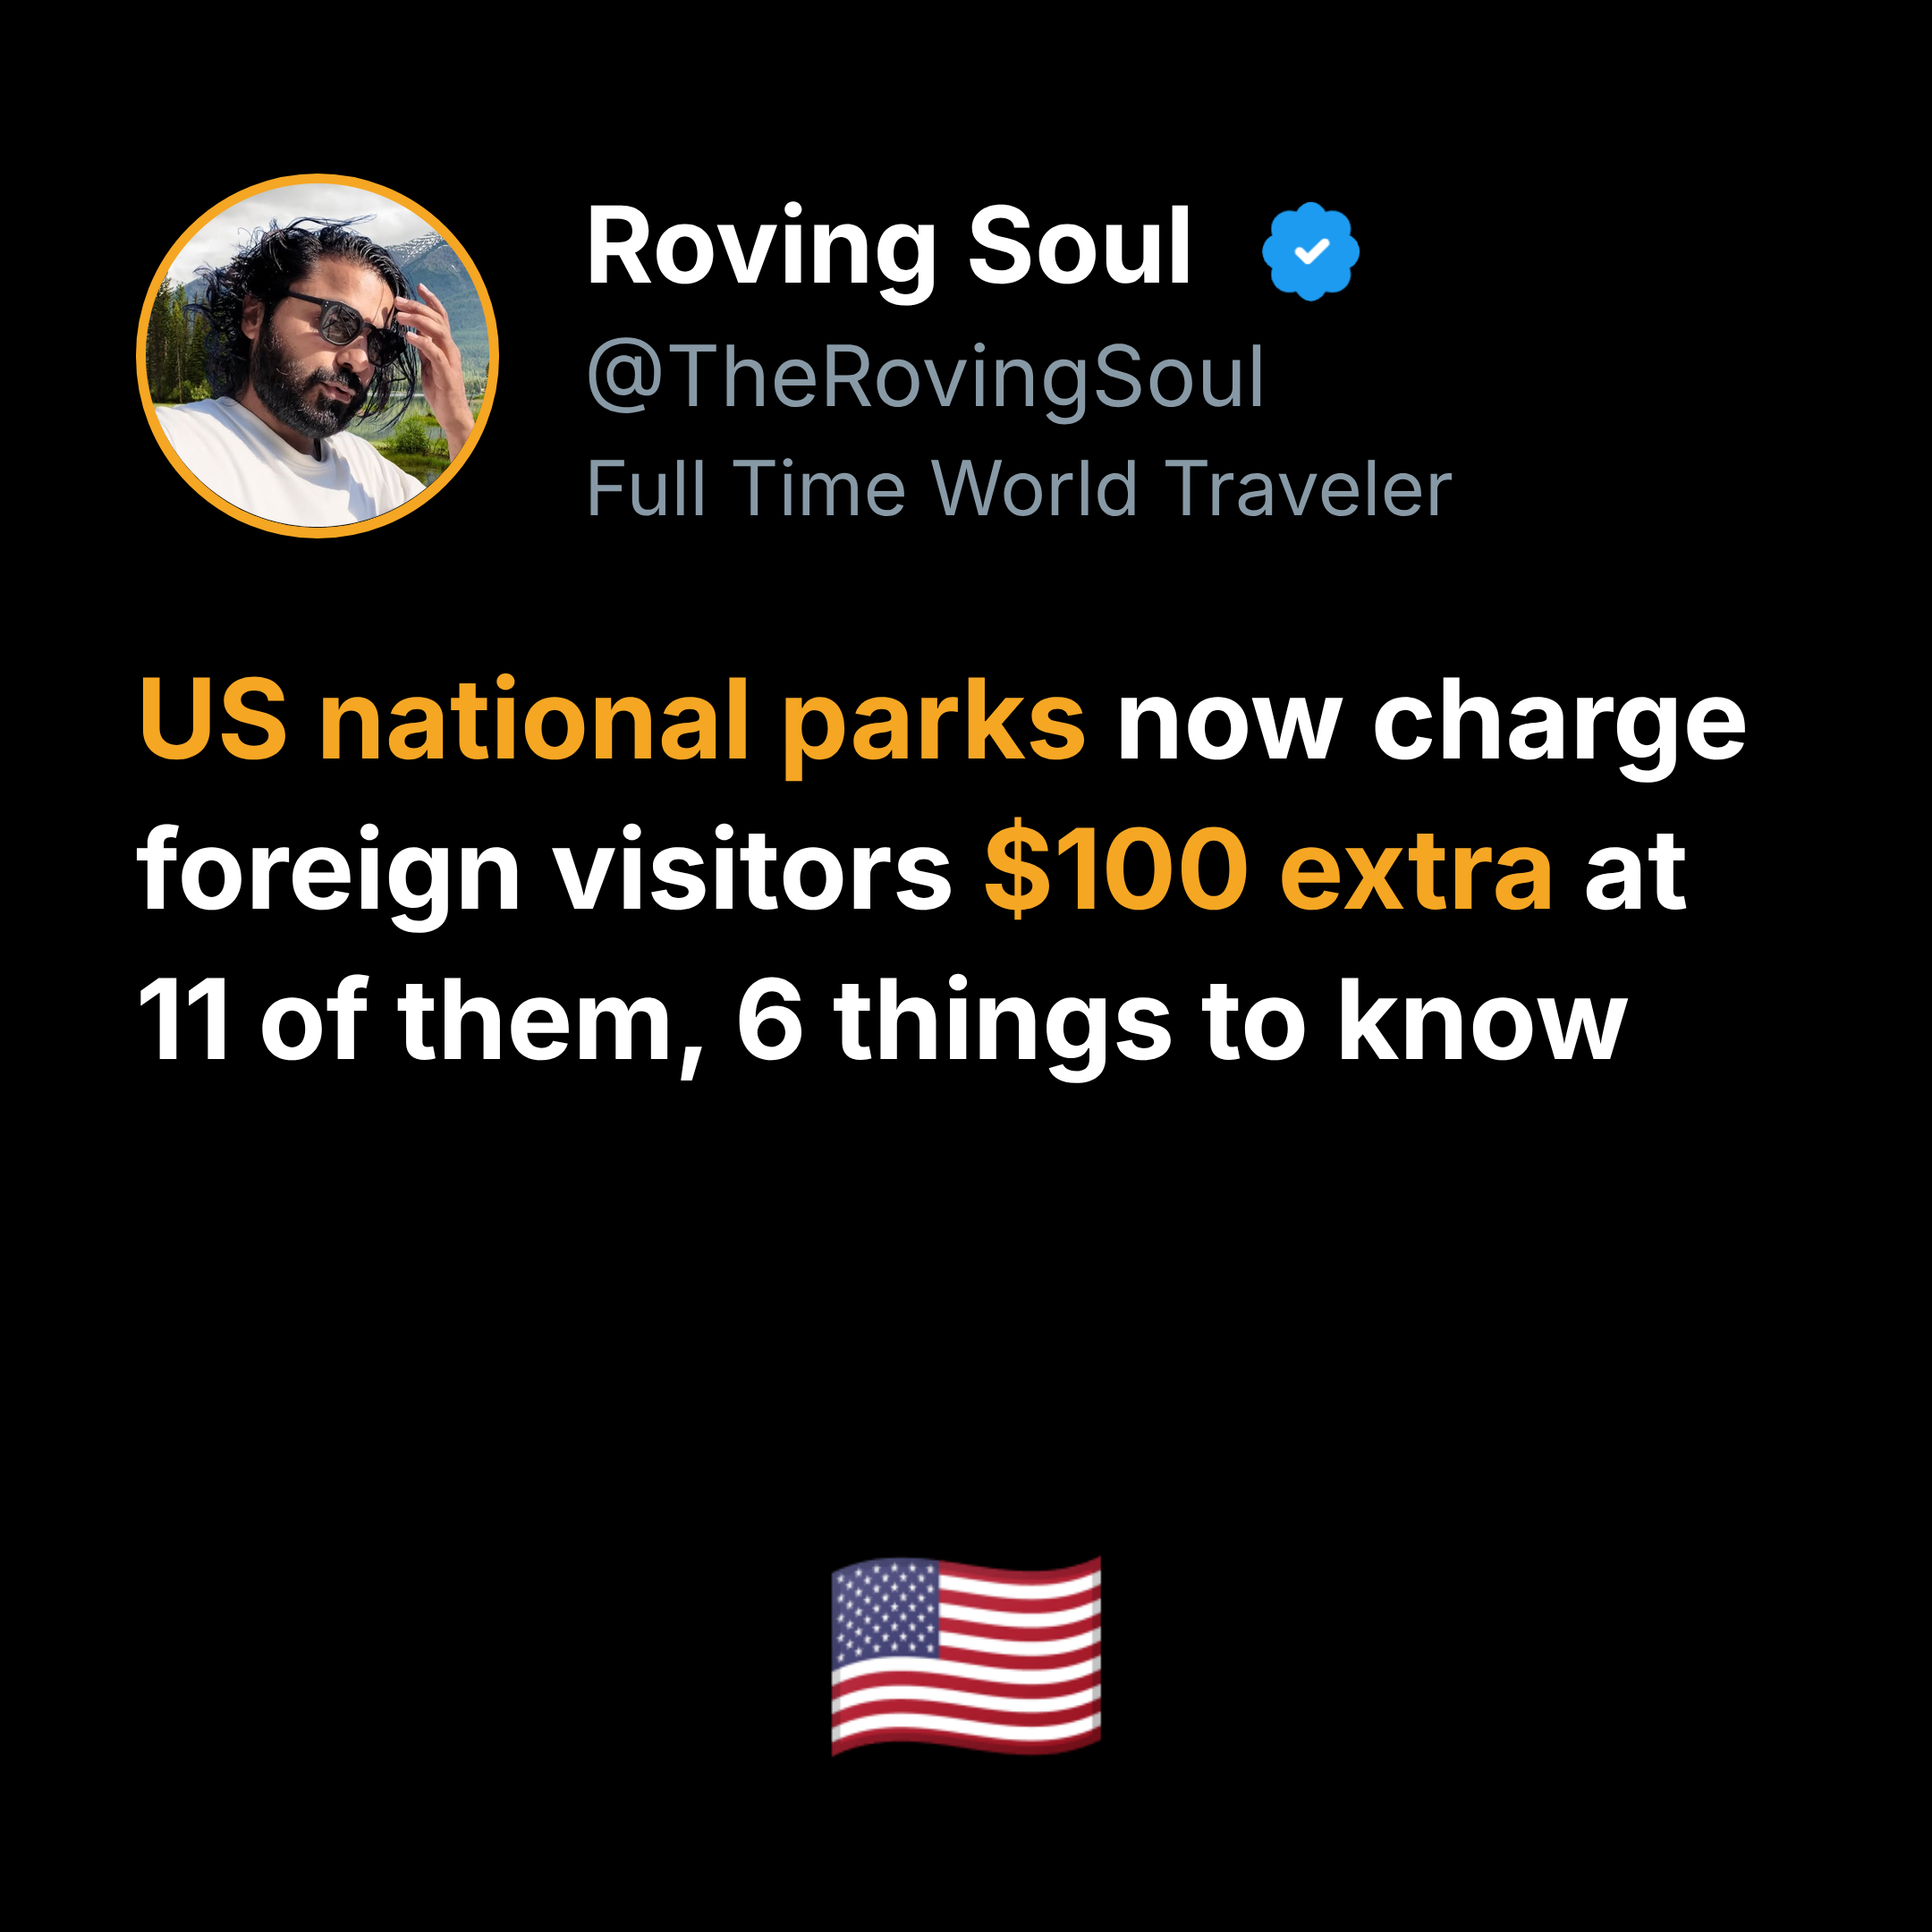 Roving Soul
@TheRovingSoul
Full Time World Traveler
US national parks now charge
foreign visitors $100 extra at
11 of them, 6 things to know